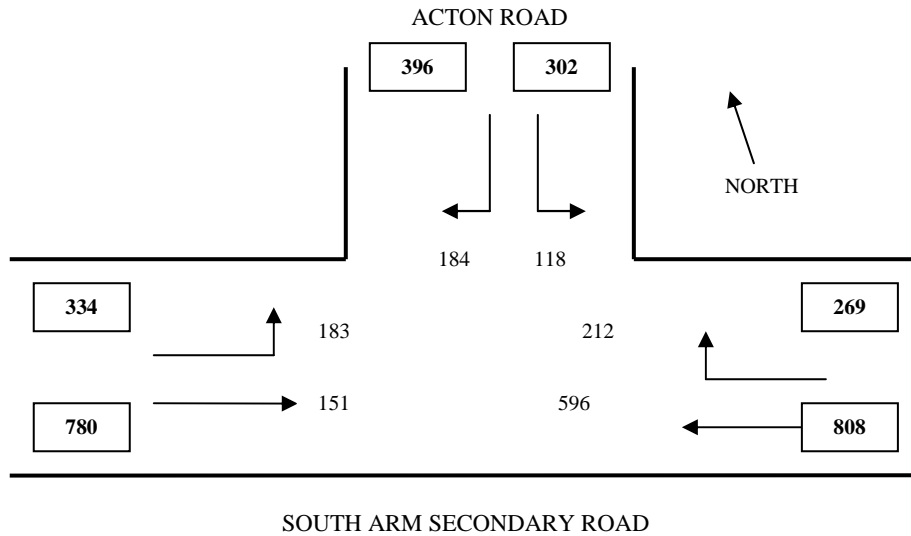 ACTON ROAD
396 302
NORTH
184 118
334 183 212 269
151 596
780 808
SOUTH ARM SECONDARY ROAD